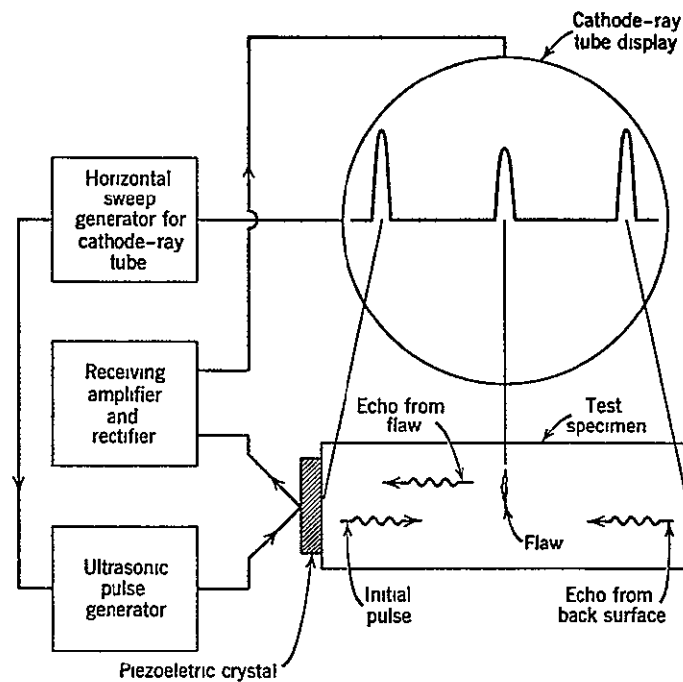 Cathode-ray
tube display
Horizontal
sweep
generator for
cathode-ray
tube
Receiving
amplifier
and
rectifier
Echo from
flaw
Test
specimen
Flaw
Ultrasonic
pulse
generator
Initial
pulse
Echo from
back surface
Piezoeletric crystal